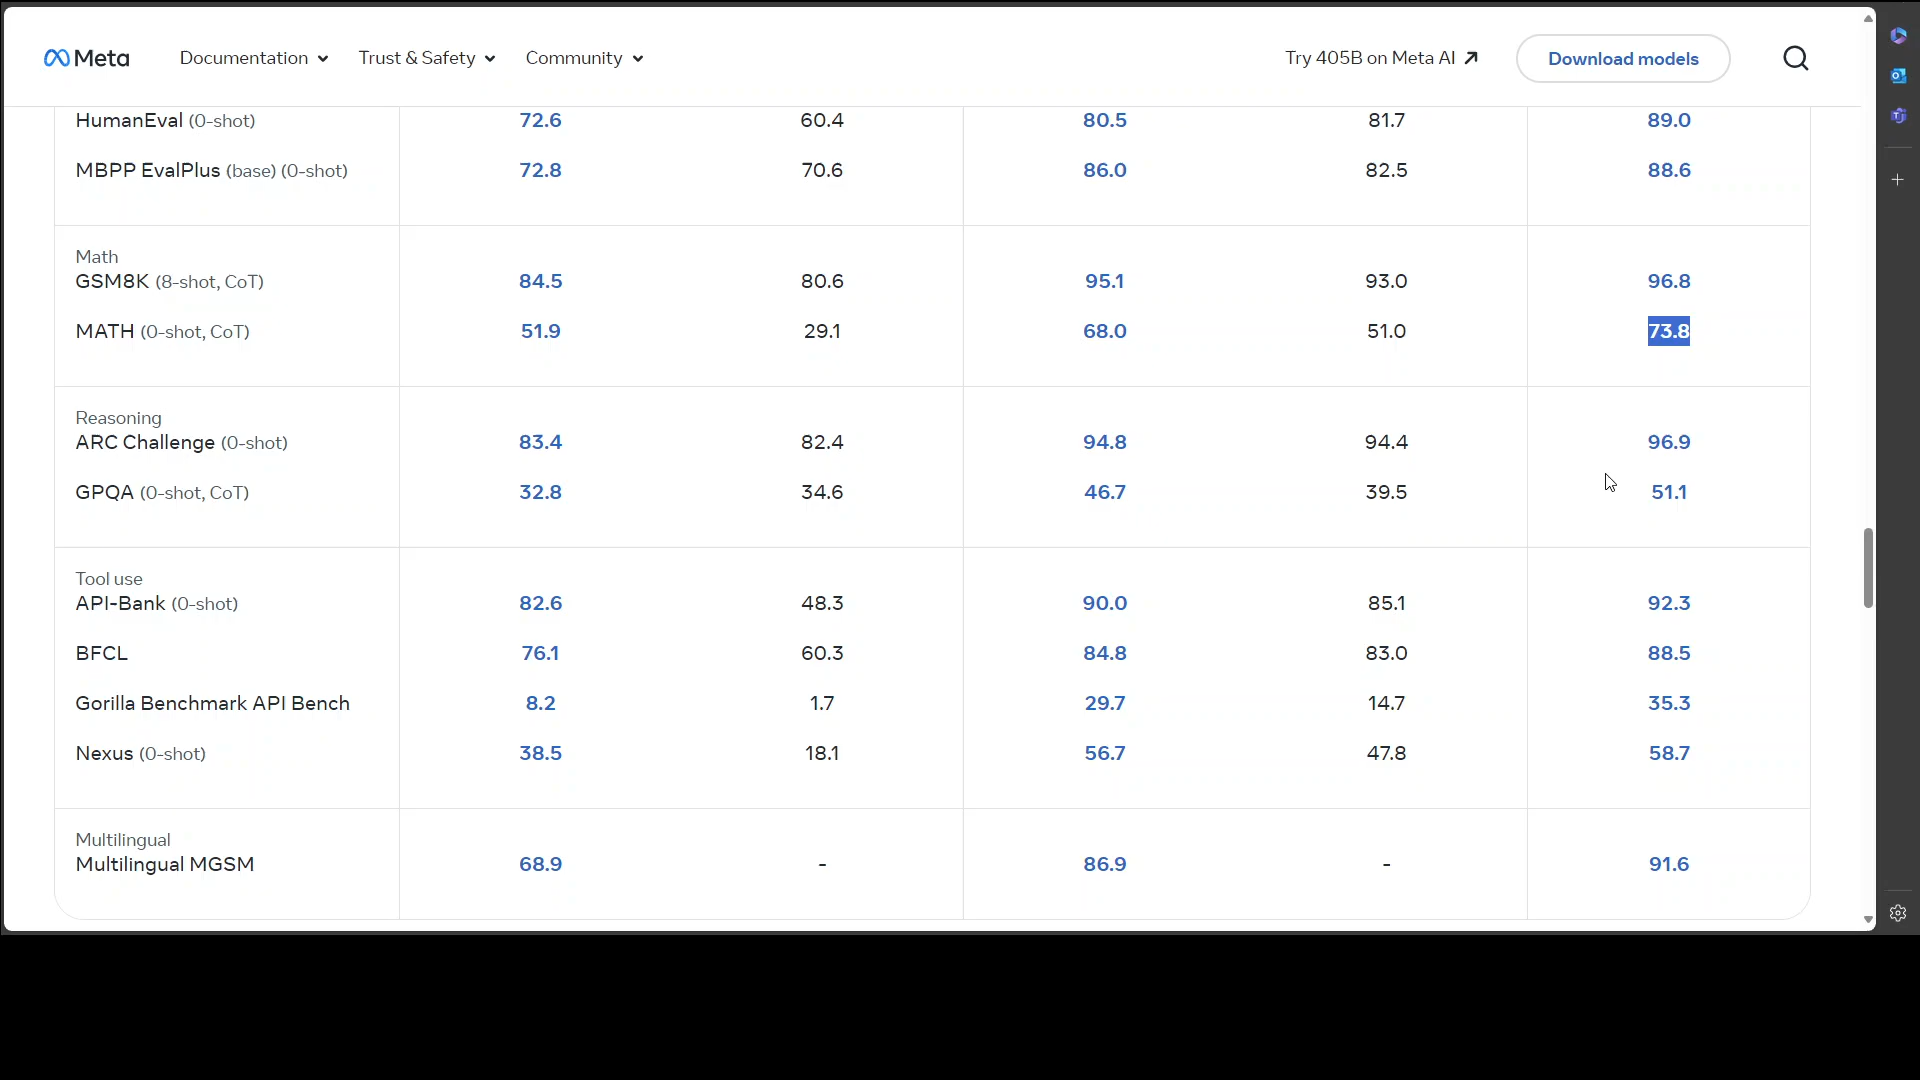 Meta Documentation Trust & Safety Community Try 405B on Meta AI Download models
HumanEval (0-shot) 72.6 60.4 80.5 81.7 89.0
MBPP EvalPlus (base) (0-shot) 72.8 70.6 86.0 82.5 88.6
Math
GSM8K (8-shot, CoT) 84.5 80.6 95.1 93.0 96.8
MATH (0-shot, CoT) 51.9 29.1 68.0 51.0 73.8
Reasoning
ARC Challenge (0-shot) 83.4 82.4 94.8 94.4 96.9
GPQA (0-shot, CoT) 32.8 34.6 46.7 39.5 51.1
Tool use
API-Bank (0-shot) 82.6 48.3 90.0 85.1 92.3
BFCL 76.1 60.3 84.8 83.0 88.5
Gorilla Benchmark API Bench 8.2 1.7 29.7 14.7 35.3
Nexus (0-shot) 38.5 18.1 56.7 47.8 58.7
Multilingual
Multilingual MGSM 68.9 - 86.9 - 91.6